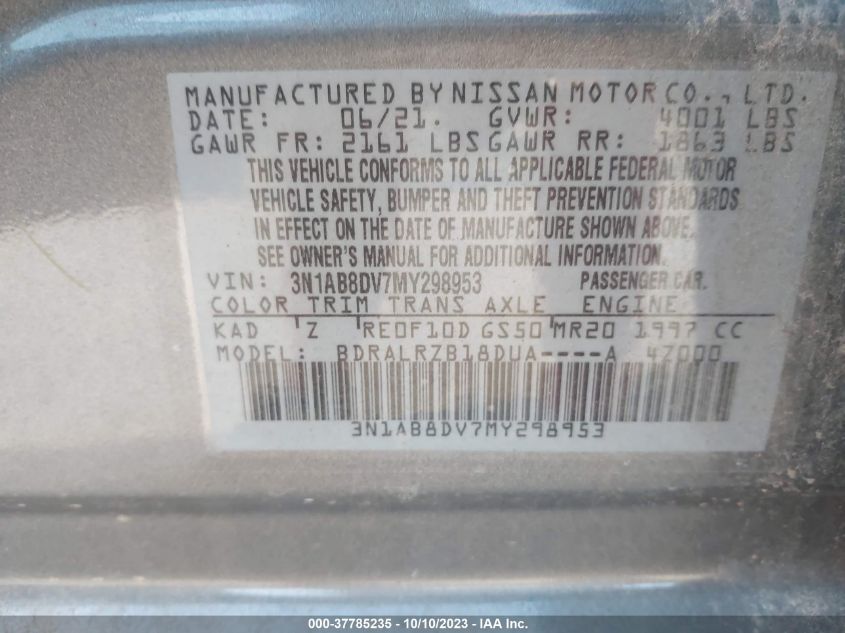 MANUFACTURED BY NISSAN MOTOR CO., LTD.
DATE: 06/21. GVWR: 4001 LBS
GAWR FR: 2161 LBS GAWR RR: 1863 LBS
THIS VEHICLE CONFORMS TO ALL APPLICABLE FEDERAL MOTOR
VEHICLE SAFETY, BUMPER AND THEFT PREVENTION STANDARDS
IN EFFECT ON THE DATE OF MANUFACTURE SHOWN ABOVE.
SEE OWNER'S MANUAL FOR ADDITIONAL INFORMATION.
VIN: 3N1AB8DV7MY298953 PASSENGER CAR.
COLOR TRIM TRANS AXLE ENGINE
KAD Z RE0F10D GS50 MR20 1997 CC
MODEL: BDRALRZB18DUA----A 4Z000
3N1AB8DV7MY298953
000-37785235 - 10/10/2023 - IAA Inc.